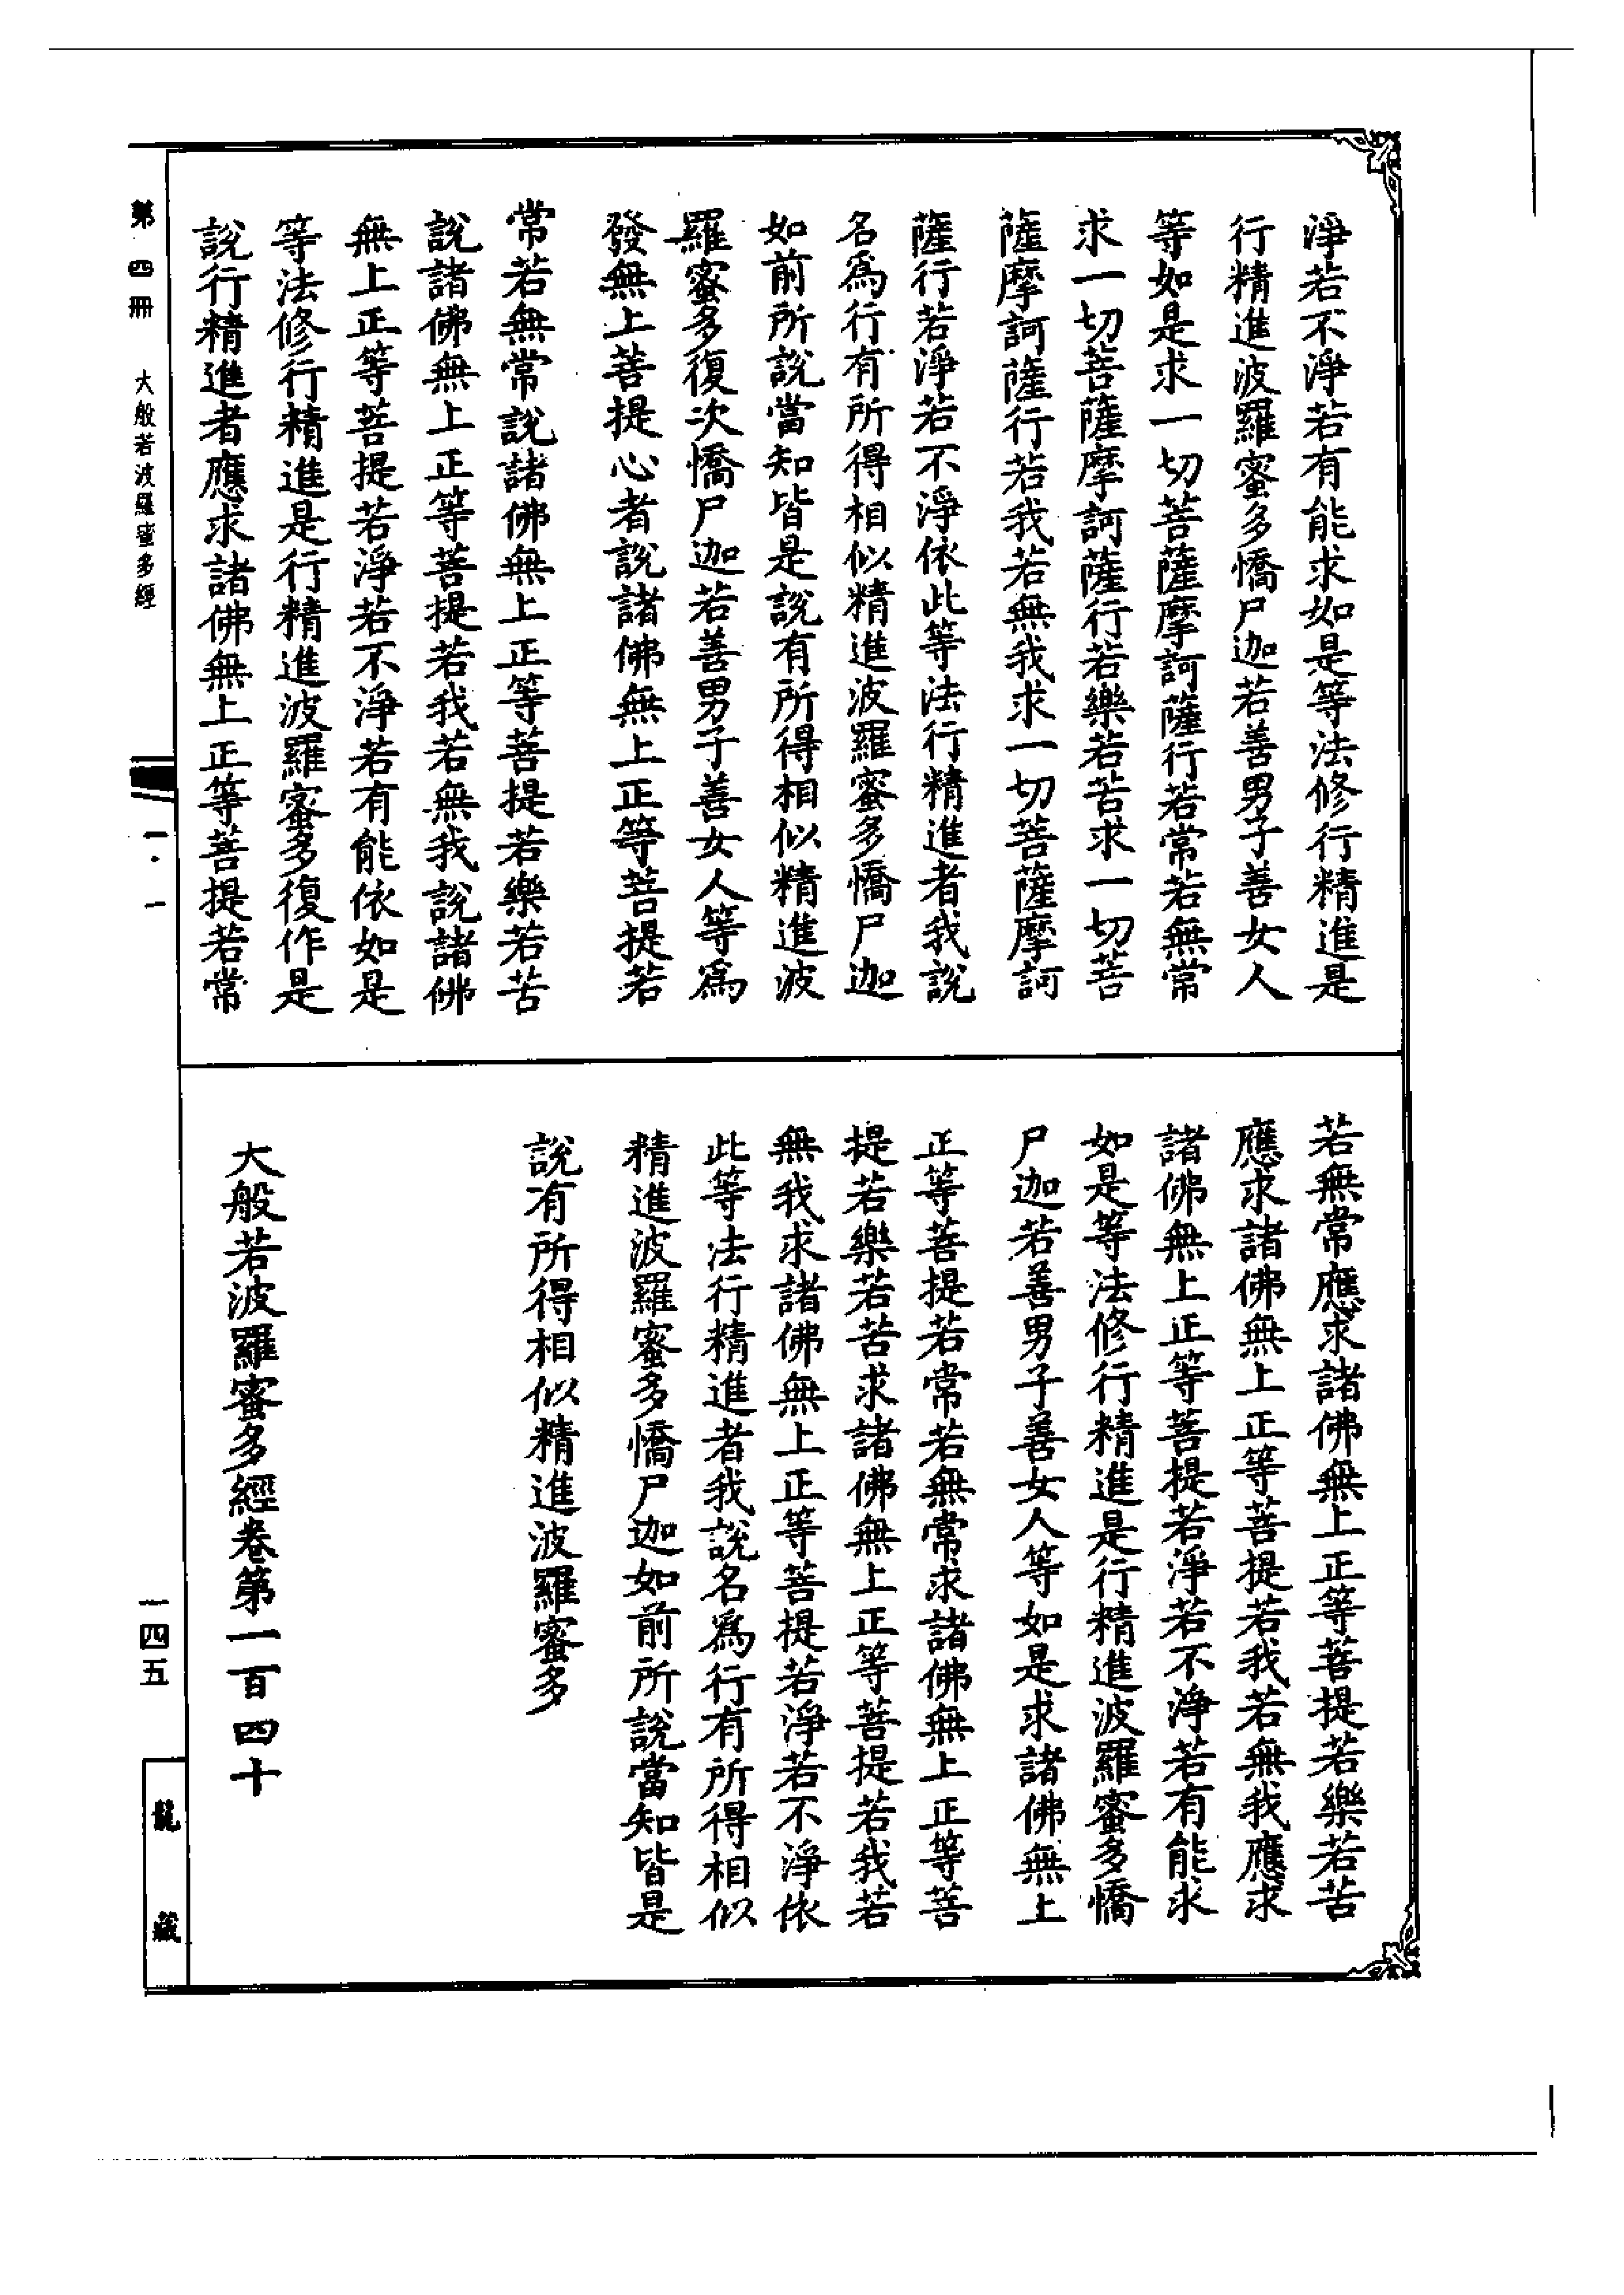 淨若不淨若有能求如是等法修行精進是
行精進波羅蜜多憍尸迦若善男子善女人
等如是求一切菩薩摩訶薩行若常若無常
求一切菩薩摩訶薩行若樂若苦求一切菩
薩摩訶薩行若我若無我求一切菩薩摩訶
薩行若淨若不淨依此等法行精進者我說
名爲行有所得相似精進波羅蜜多憍尸迦
如前所說當知皆是說有所得相似精進波
羅蜜多復次憍尸迦若善男子善女人等爲
發無上菩提心者說諸佛無上正等菩提若
常若無常說諸佛無上正等菩提若樂若苦
說諸佛無上正等菩提若我若無我說諸佛
無上正等菩提若淨若不淨若有能依如是
等法修行精進是行精進波羅蜜多復作是
說行精進者應求諸佛無上正等菩提若常
若無常應求諸佛無上正等菩提若樂若苦
應求諸佛無上正等菩提若我若無我應求
諸佛無上正等菩提若淨若不淨若有能求
如是等法修行精進是行精進波羅蜜多憍
尸迦若善男子善女人等如是求諸佛無上
正等菩提若常若無常求諸佛無上正等菩
提若樂若苦求諸佛無上正等菩提若我若
無我求諸佛無上正等菩提若淨若不淨依
此等法行精進者我說名爲行有所得相似
精進波羅蜜多憍尸迦如前所說當知皆是
說有所得相似精進波羅蜜多
大般若波羅蜜多經卷第一百四十
第四冊 大般若波羅蜜多經
一·一
一四五
龍藏